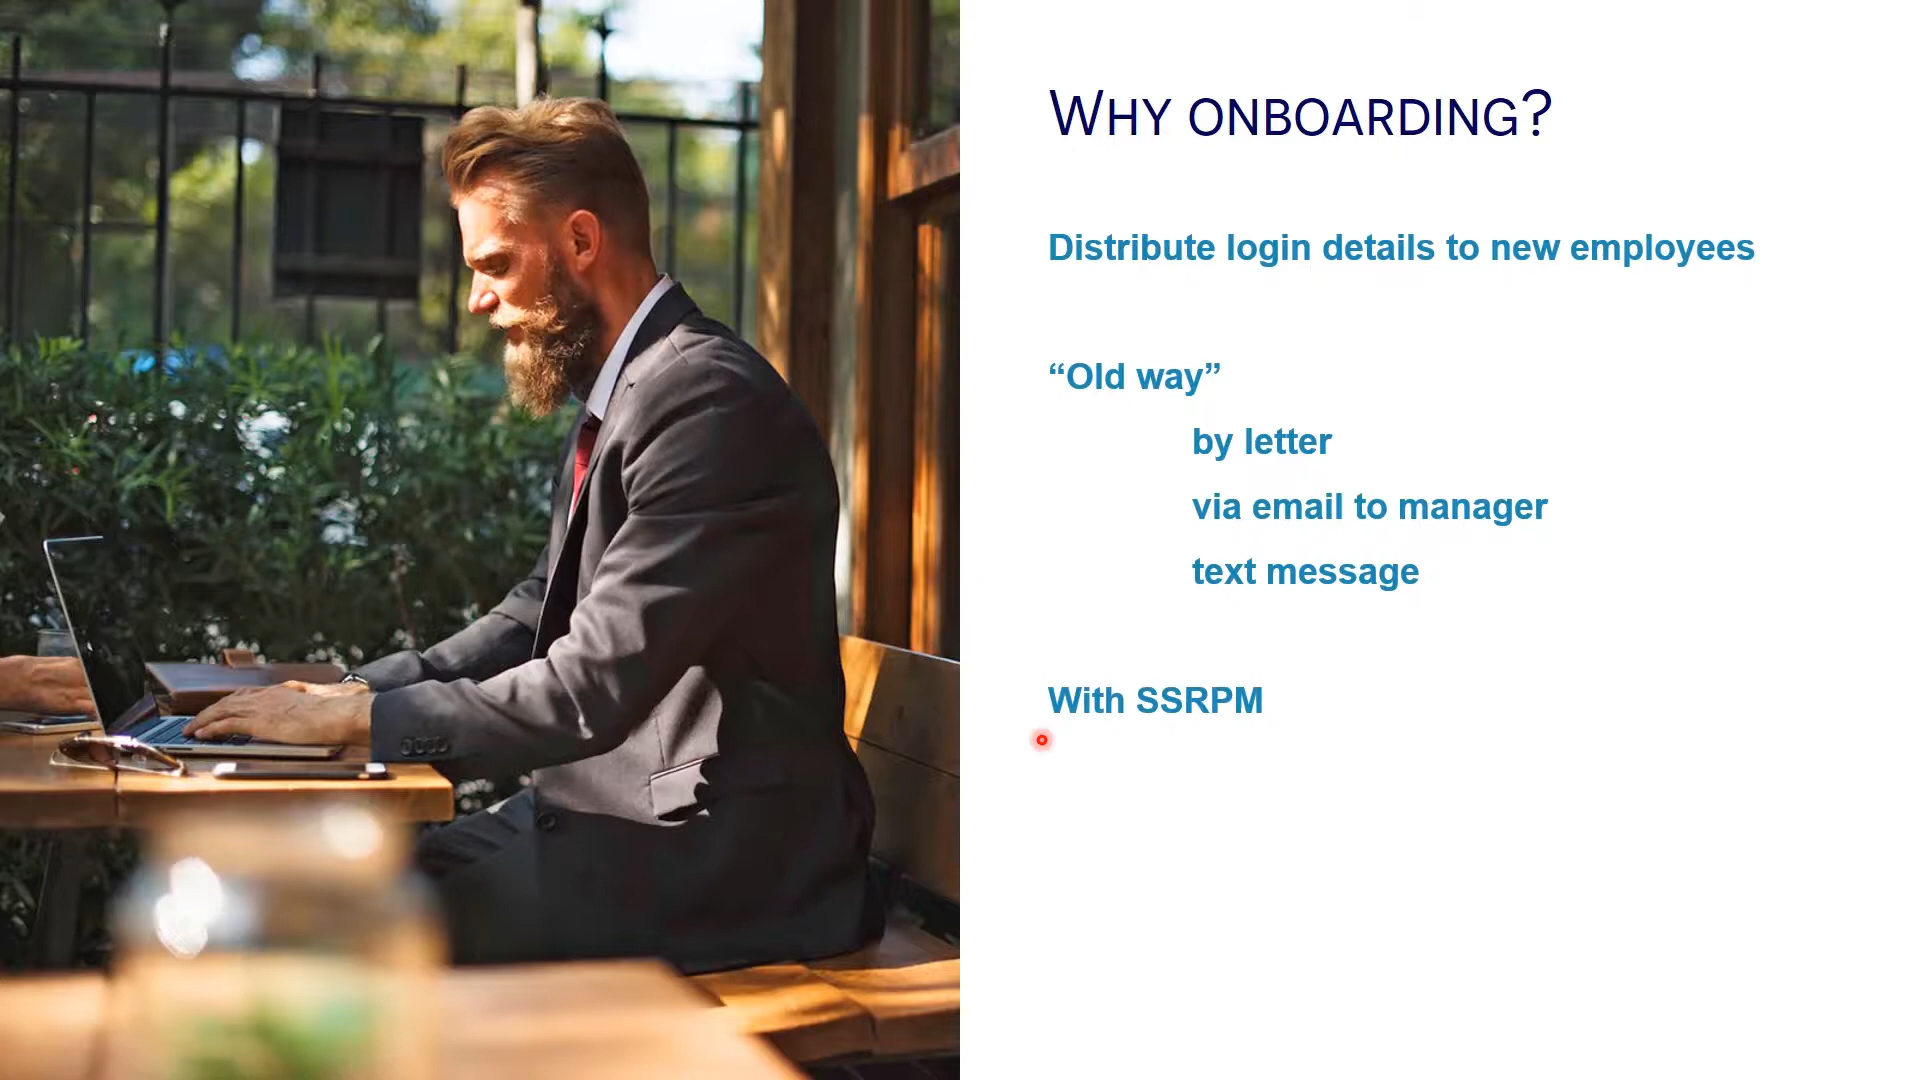 Why onboarding?
Distribute login details to new employees
“Old way”
by letter
via email to manager
text message
With SSRPM